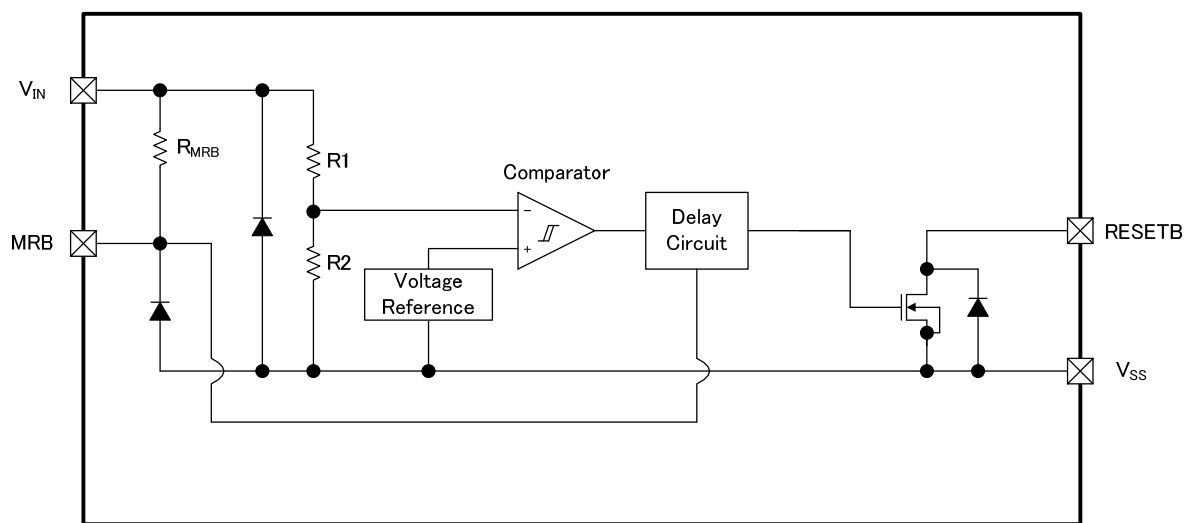 V_IN
R_MRB
R1
Comparator
−
+
Delay
Circuit
MRB
RESETB
R2
Voltage
Reference
V_SS